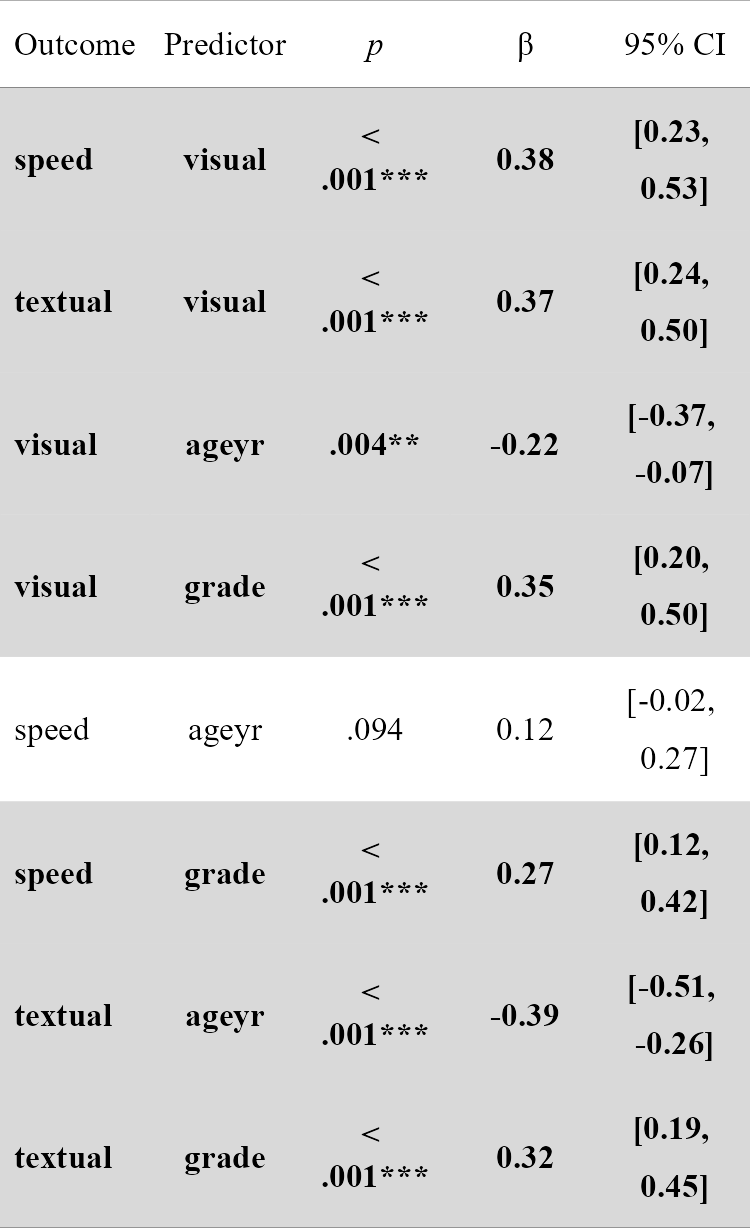 Outcome Predictor p β 95% CI
speed visual < .001*** 0.38 [0.23, 0.53]
textual visual < .001*** 0.37 [0.24, 0.50]
visual ageyr .004** -0.22 [-0.37, -0.07]
visual grade < .001*** 0.35 [0.20, 0.50]
speed ageyr .094 0.12 [-0.02, 0.27]
speed grade < .001*** 0.27 [0.12, 0.42]
textual ageyr < .001*** -0.39 [-0.51, -0.26]
textual grade < .001*** 0.32 [0.19, 0.45]